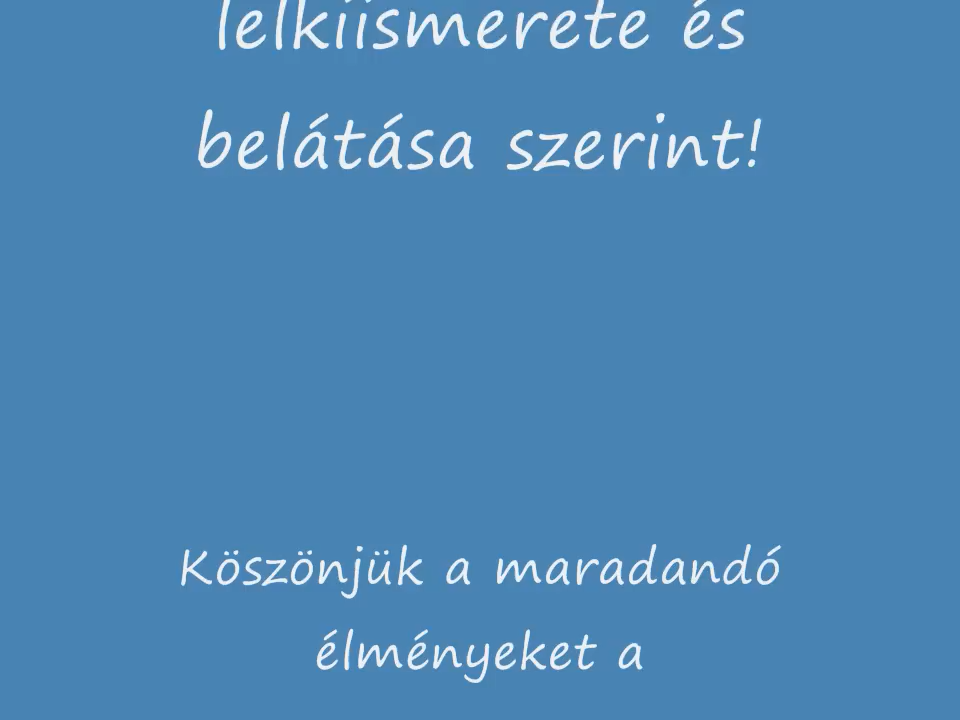 lelkiismerete és
belátása szerint!
Köszönjük a maradandó
élményeket a